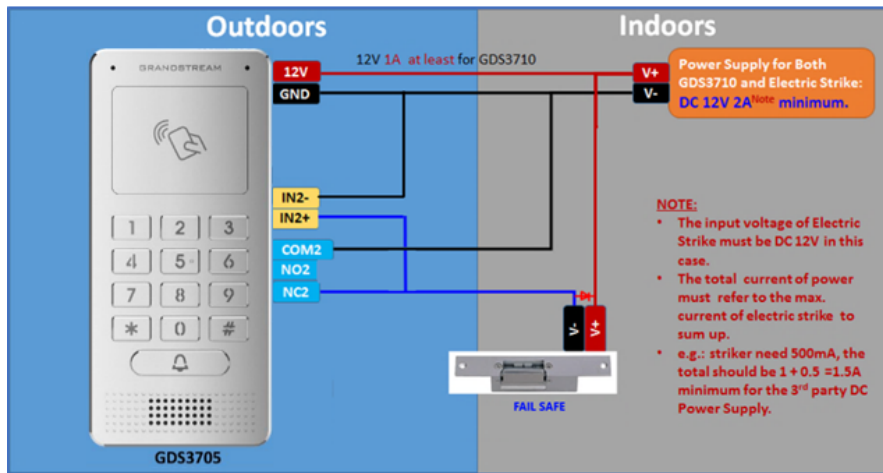 Outdoors
Indoors
GRANDSTREAM
12V
GND
12V 1A at least for GDS3710
V+
V-
Power Supply for Both
GDS3710 and Electric Strike:
DC 12V 2A Note minimum.
IN2-
IN2+
COM2
NO2
NC2
1 2 3
4 5 6
7 8 9
* 0 #
V-
V+
FAIL SAFE
GDS3705
NOTE:
• The input voltage of Electric
Strike must be DC 12V in this
case.
• The total current of power
must refer to the max.
current of electric strike to
sum up.
• e.g.: striker need 500mA, the
total should be 1 + 0.5 =1.5A
minimum for the 3rd party DC
Power Supply.